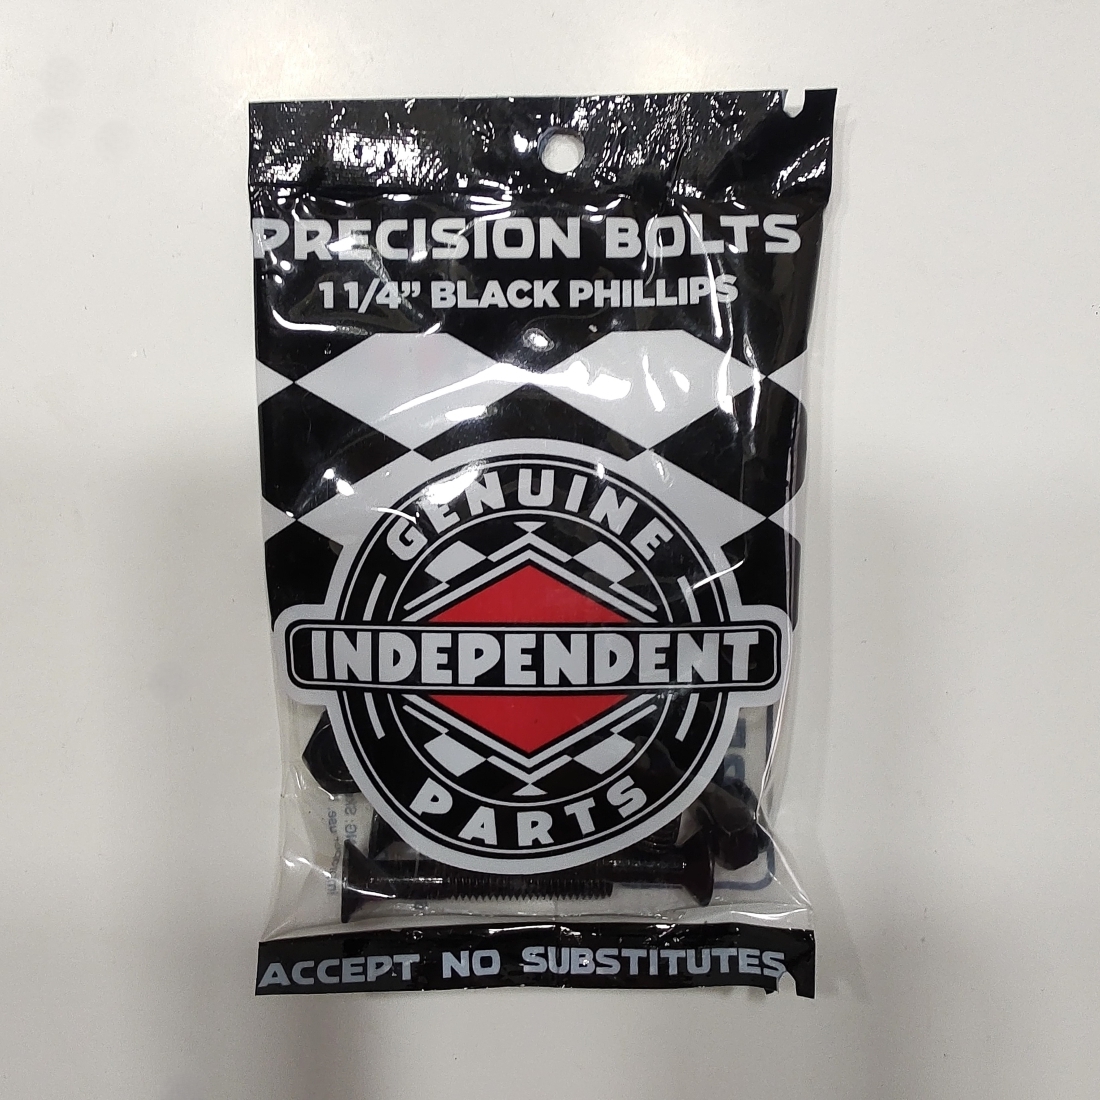 PRECISION BOLTS
1 1/4” BLACK PHILLIPS
GENUINE
INDEPENDENT
PARTS
ACCEPT NO SUBSTITUTES